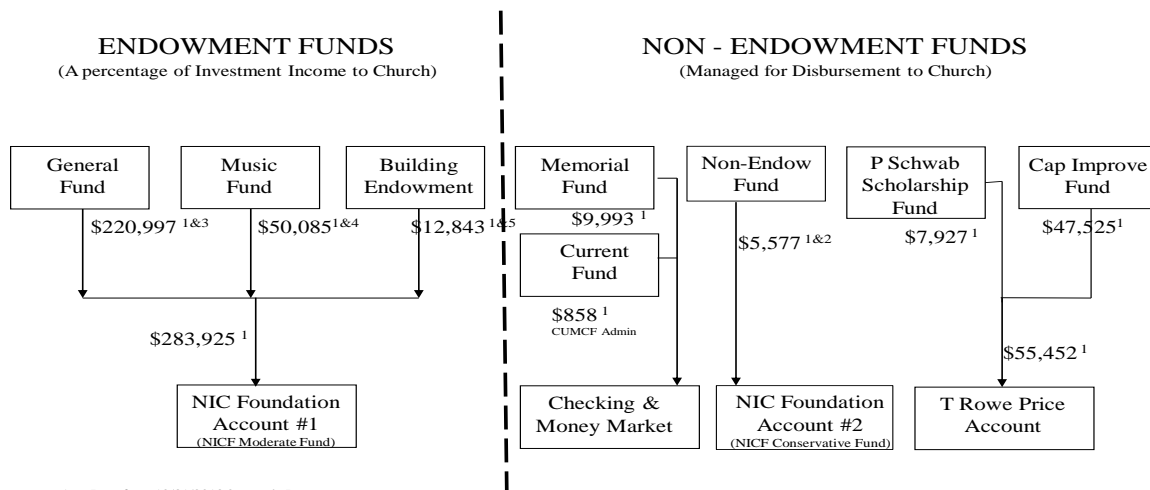 ENDOWMENT FUNDS
(A percentage of Investment Income to Church)
General
Fund
Music
Fund
Building
Endowment
$220,997 1&3
$50,085 1&4
$12,843 1&5
$283,925 1
NIC Foundation
Account #1
(NICF Moderate Fund)
NON - ENDOWMENT FUNDS
(Managed for Disbursement to Church)
Memorial
Fund
$9,993 1
Current
Fund
$858 1
CUMCF Admin
Checking &
Money Market
Non-Endow
Fund
$5,577 1&2
NIC Foundation
Account #2
(NICF Conservative Fund)
P Schwab
Scholarship
Fund
$7,927 1
Cap Improve
Fund
$47,525 1
$55,452 1
T Rowe Price
Account